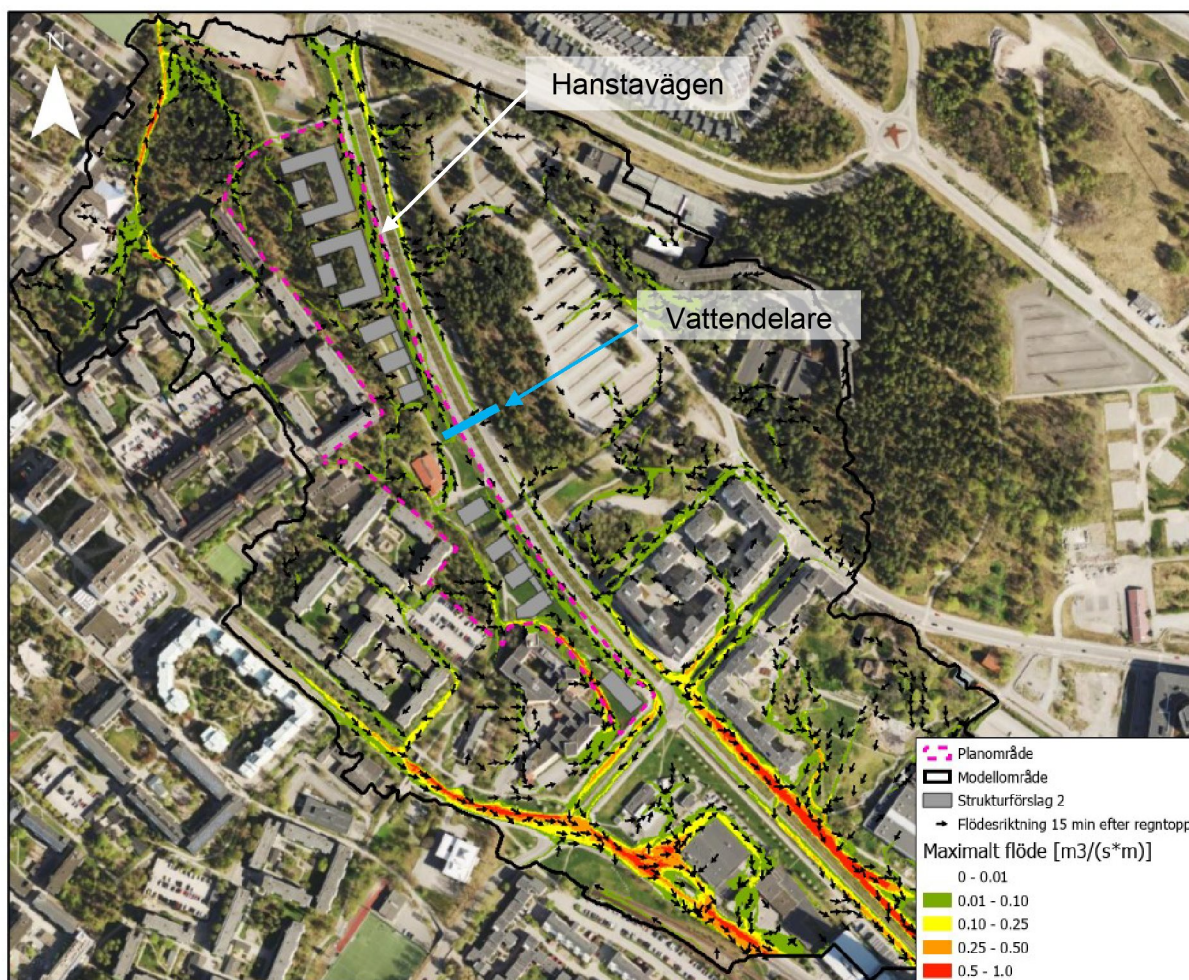 N
Hanstavägen
Vattendelare
Planområde
Modellområde
Strukturförslag 2
Flödesriktning 15 min efter regntopp
Maximalt flöde [m3/(s*m)]
0 - 0.01
0.01 - 0.10
0.10 - 0.25
0.25 - 0.50
0.5 - 1.0